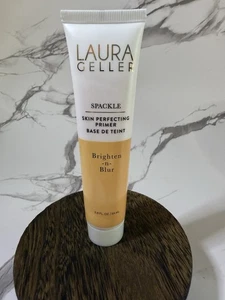 LAURA
GELLER
SPACKLE
SKIN PERFECTING
PRIMER
BASE DE TEINT
Brighten
-n-
Blur